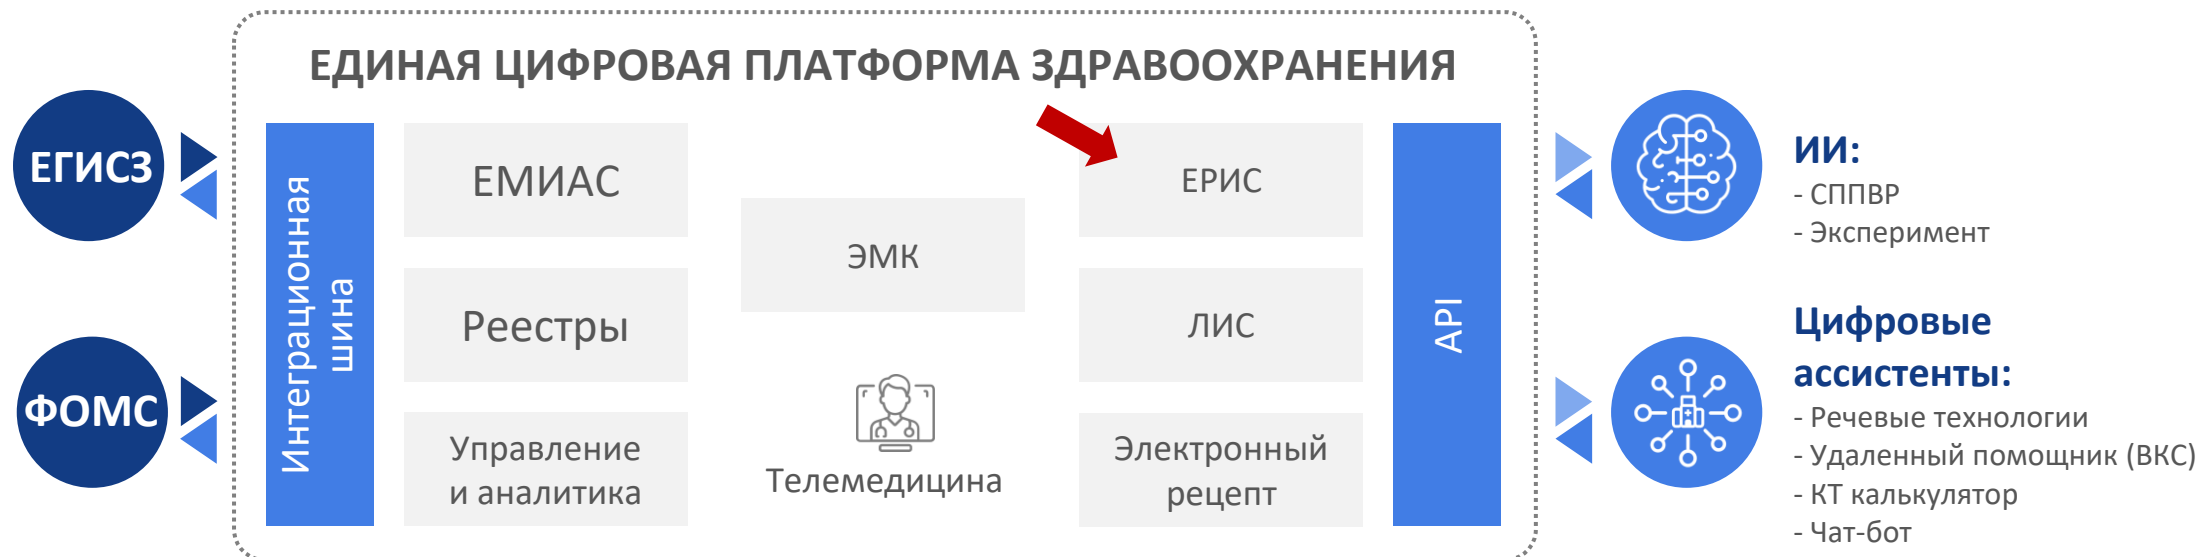 ЕДИНАЯ ЦИФРОВАЯ ПЛАТФОРМА ЗДРАВООХРАНЕНИЯ
ЕГИСЗ
ФОМС
Интеграционная
шина
ЕМИАС
Реестры
Управление
и аналитика
ЭМК
Телемедицина
ЕРИС
ЛИС
Электронный
рецепт
API
ИИ:
- СППВР
- Эксперимент
Цифровые
ассистенты:
- Речевые технологии
- Удаленный помощник (ВКС)
- КТ калькулятор
- Чат-бот